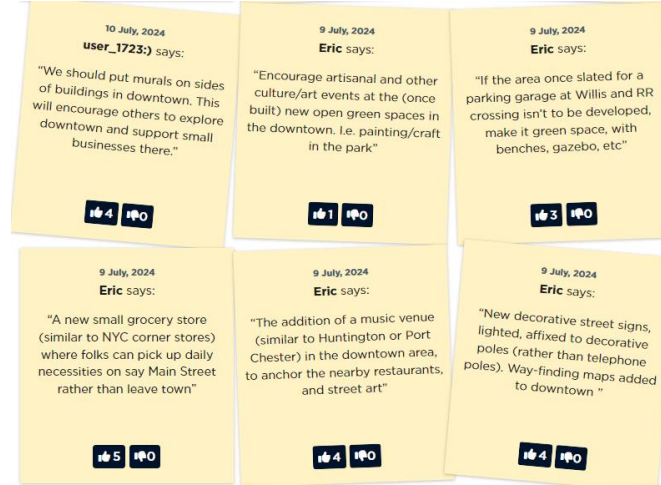 10 July, 2024
user_1723:) says:
“We should put murals on sides
of buildings in downtown. This
will encourage others to explore
downtown and support small
businesses there.”
4 0
9 July, 2024
Eric says:
“Encourage artisanal and other
culture/art events at the (once
built) new open green spaces in
the downtown. I.e. painting/craft
in the park”
1 0
9 July, 2024
Eric says:
“If the area once slated for a
parking garage at Willis and RR
crossing isn’t to be developed,
make it green space, with
benches, gazebo, etc”
3 0
9 July, 2024
Eric says:
“A new small grocery store
(similar to NYC corner stores)
where folks can pick up daily
necessities on say Main Street
rather than leave town”
5 0
9 July, 2024
Eric says:
“The addition of a music venue
(similar to Huntington or Port
Chester) in the downtown area,
to anchor the nearby restaurants,
and street art”
4 0
9 July, 2024
Eric says:
“New decorative street signs,
lighted, affixed to decorative
poles (rather than telephone
poles). Way-finding maps added
to downtown ”
4 0